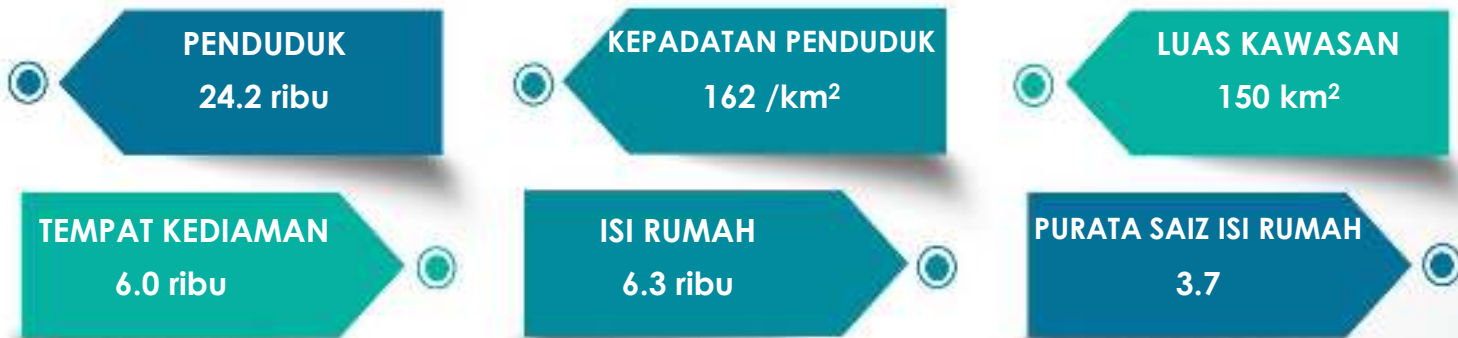 PENDUDUK
24.2 ribu
KEPADATAN PENDUDUK
162 /km²
LUAS KAWASAN
150 km²
TEMPAT KEDIAMAN
6.0 ribu
ISI RUMAH
6.3 ribu
PURATA SAIZ ISI RUMAH
3.7